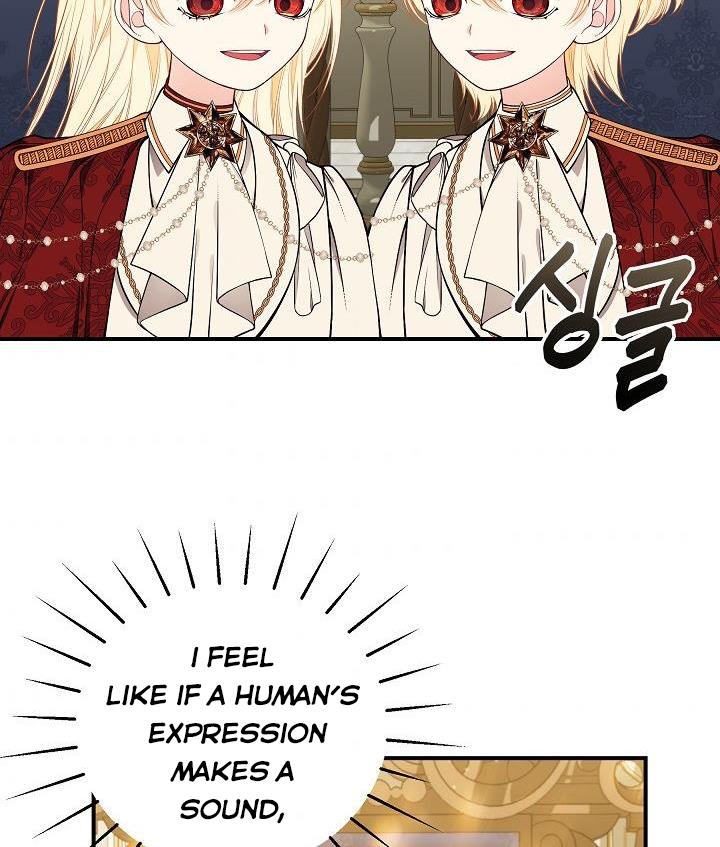 싱글
I FEEL
LIKE IF A HUMAN'S
EXPRESSION
MAKES A
SOUND,